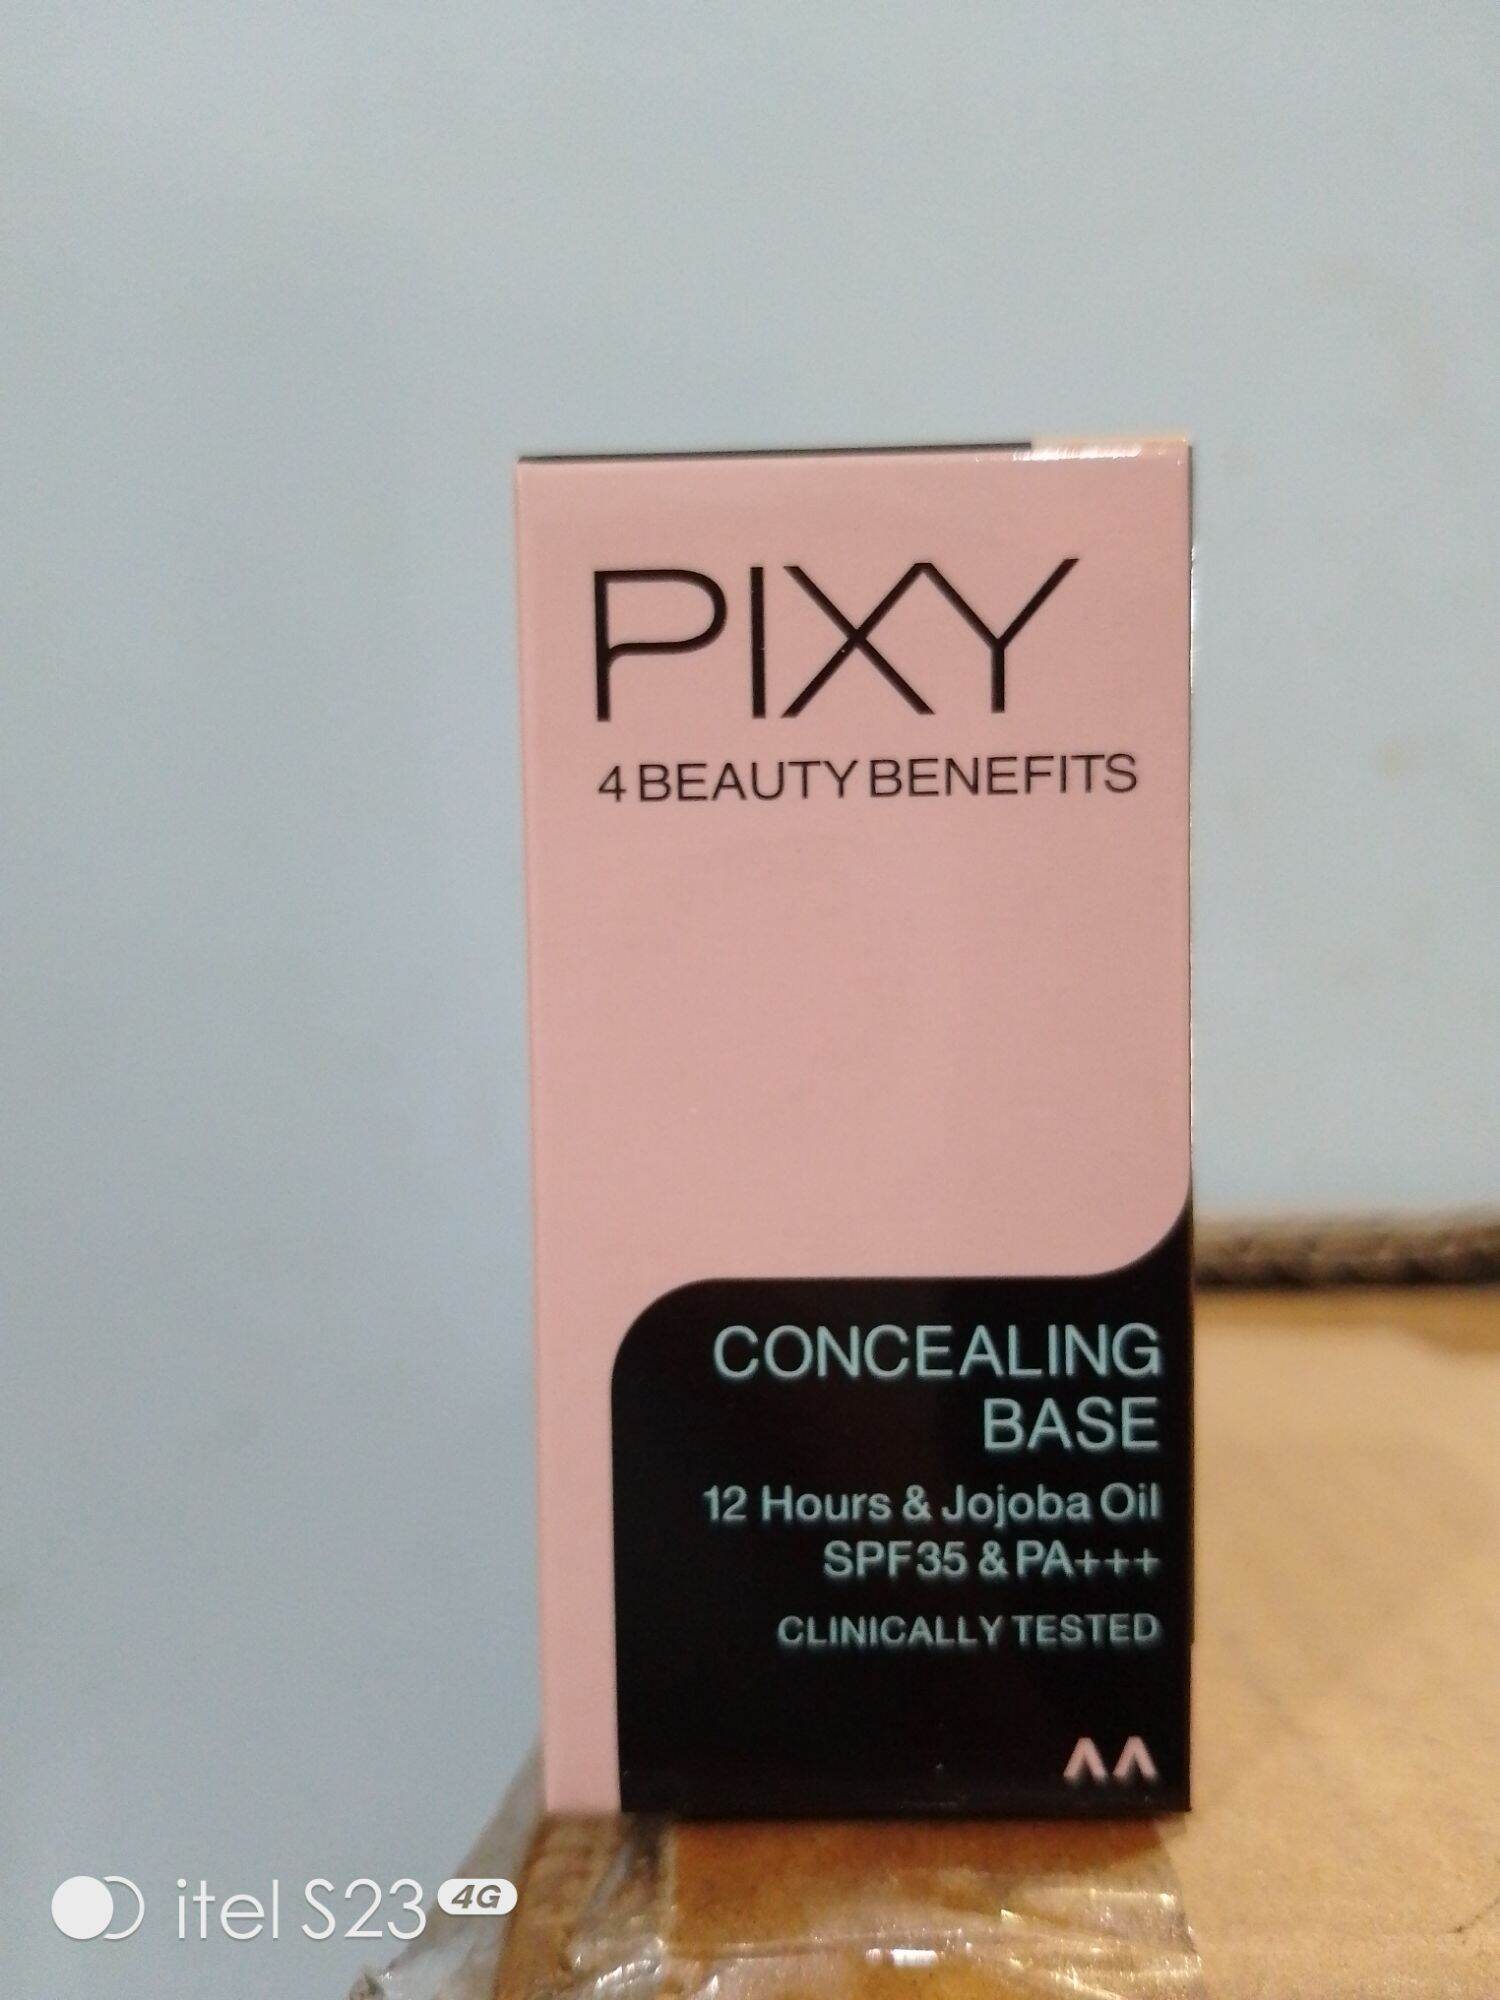 PIXY
4 BEAUTY BENEFITS
CONCEALING
BASE
12 Hours & Jojoba Oil
SPF35 & PA+++
CLINICALLY TESTED
itel S23 4G